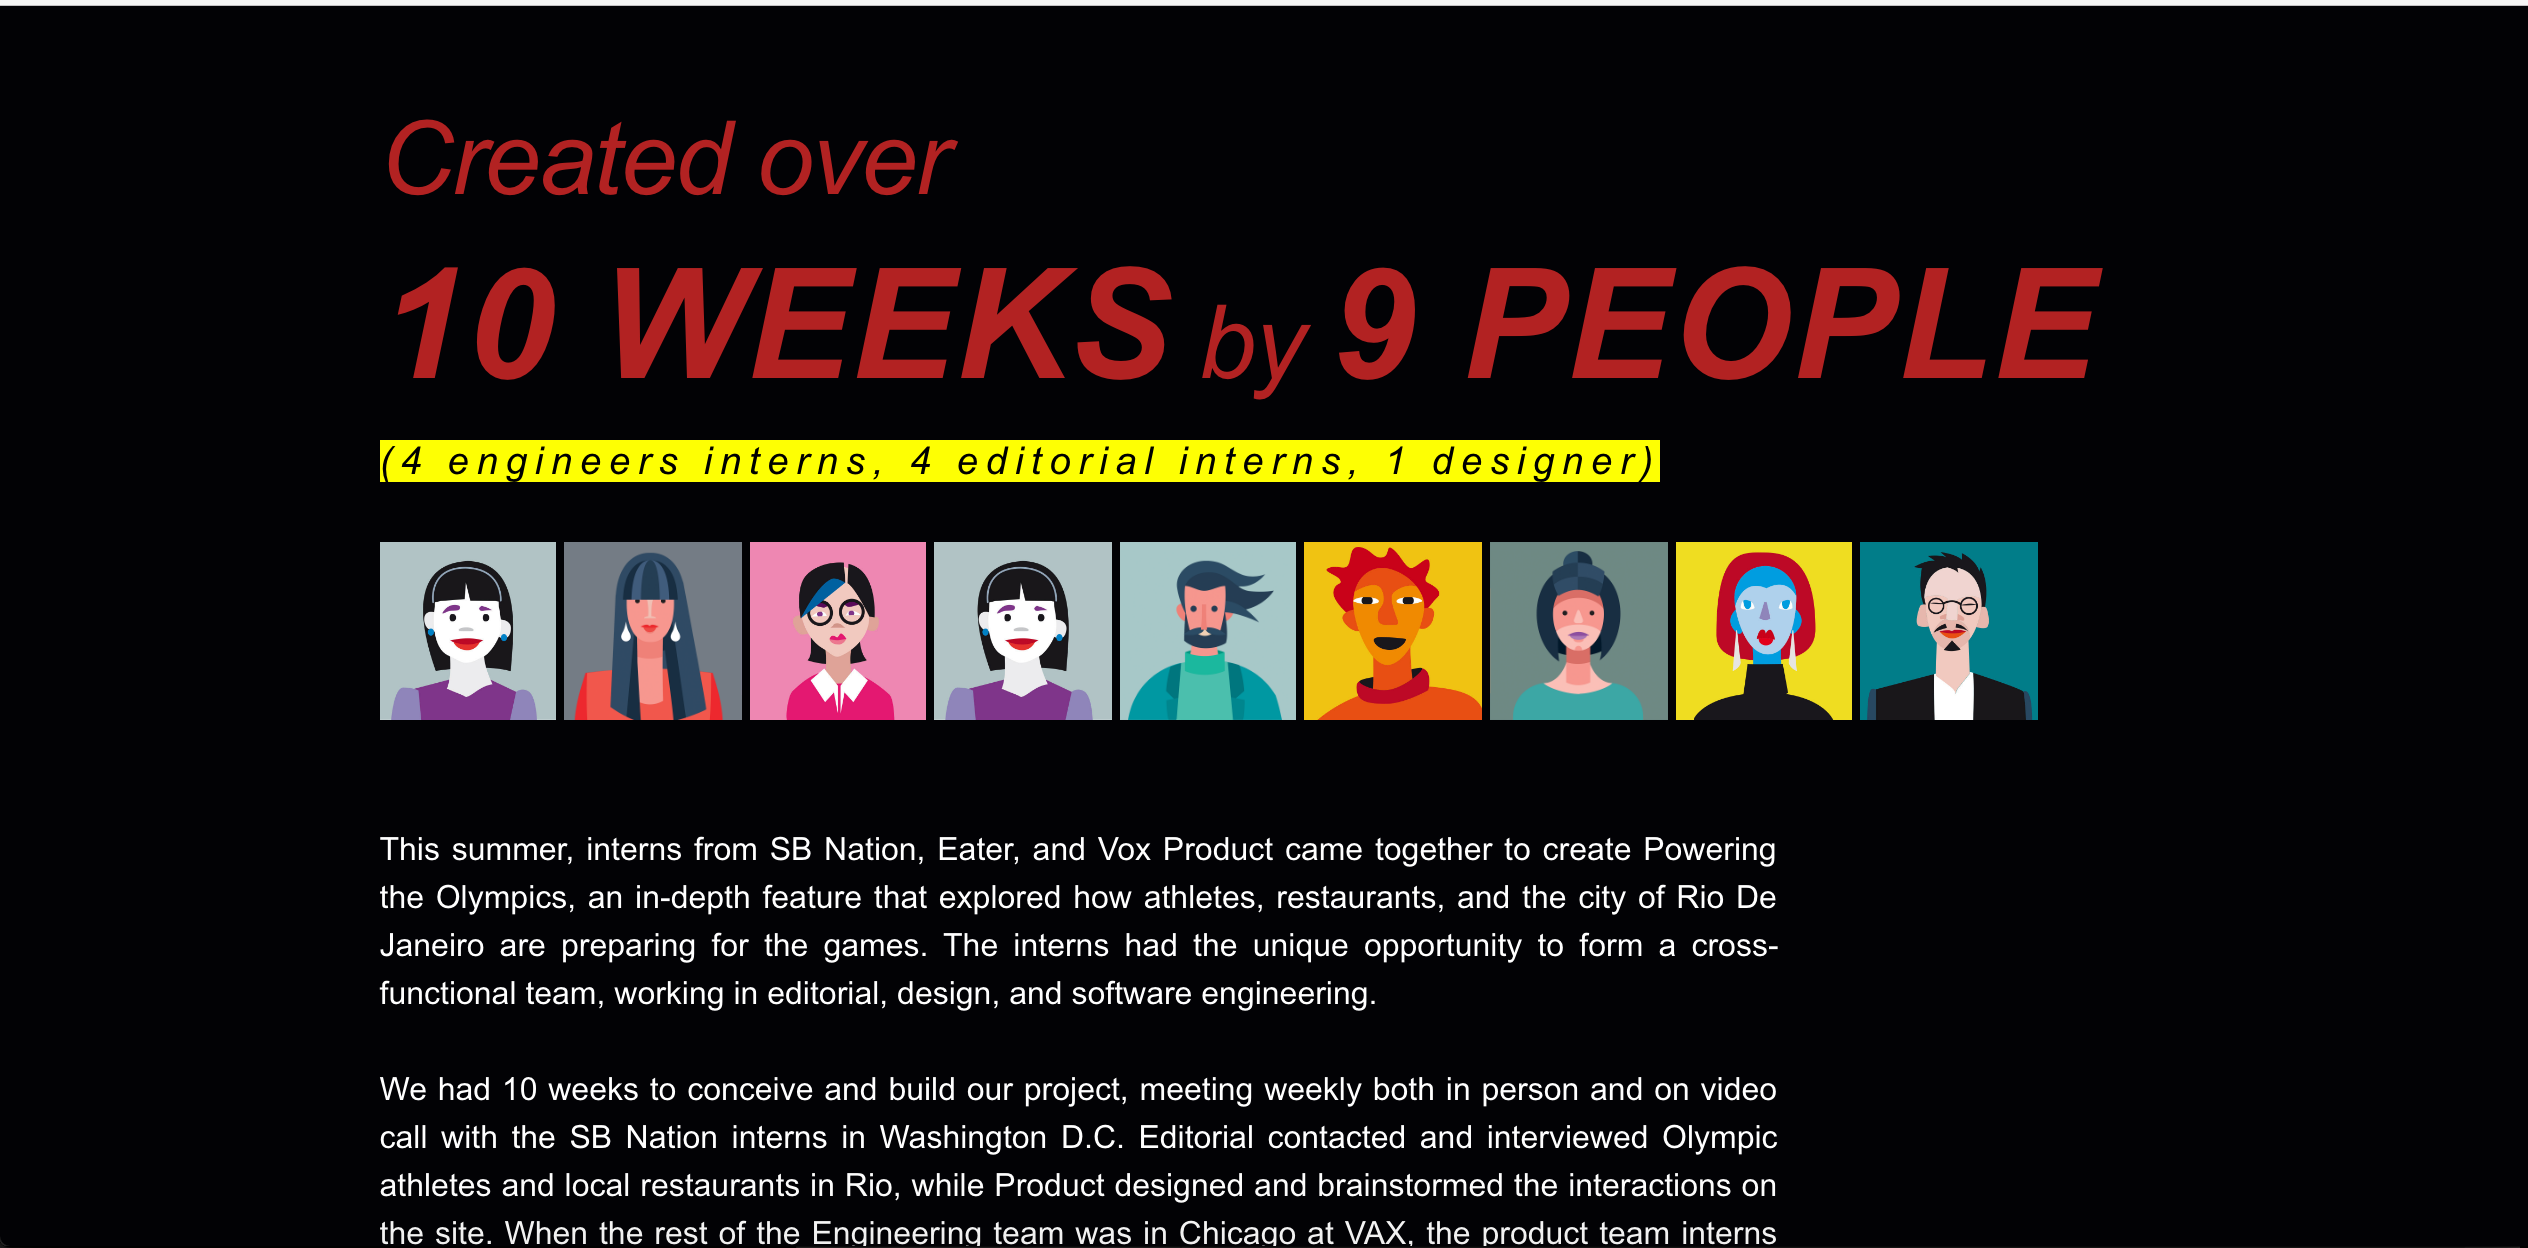 Created over
10 WEEKS by 9 PEOPLE
(4 engineers interns, 4 editorial interns, 1 designer)
This summer, interns from SB Nation, Eater, and Vox Product came together to create Powering
the Olympics, an in-depth feature that explored how athletes, restaurants, and the city of Rio De
Janeiro are preparing for the games. The interns had the unique opportunity to form a cross-
functional team, working in editorial, design, and software engineering.
We had 10 weeks to conceive and build our project, meeting weekly both in person and on video
call with the SB Nation interns in Washington D.C. Editorial contacted and interviewed Olympic
athletes and local restaurants in Rio, while Product designed and brainstormed the interactions on
the site. When the rest of the Engineering team was in Chicago at VAX, the product team interns